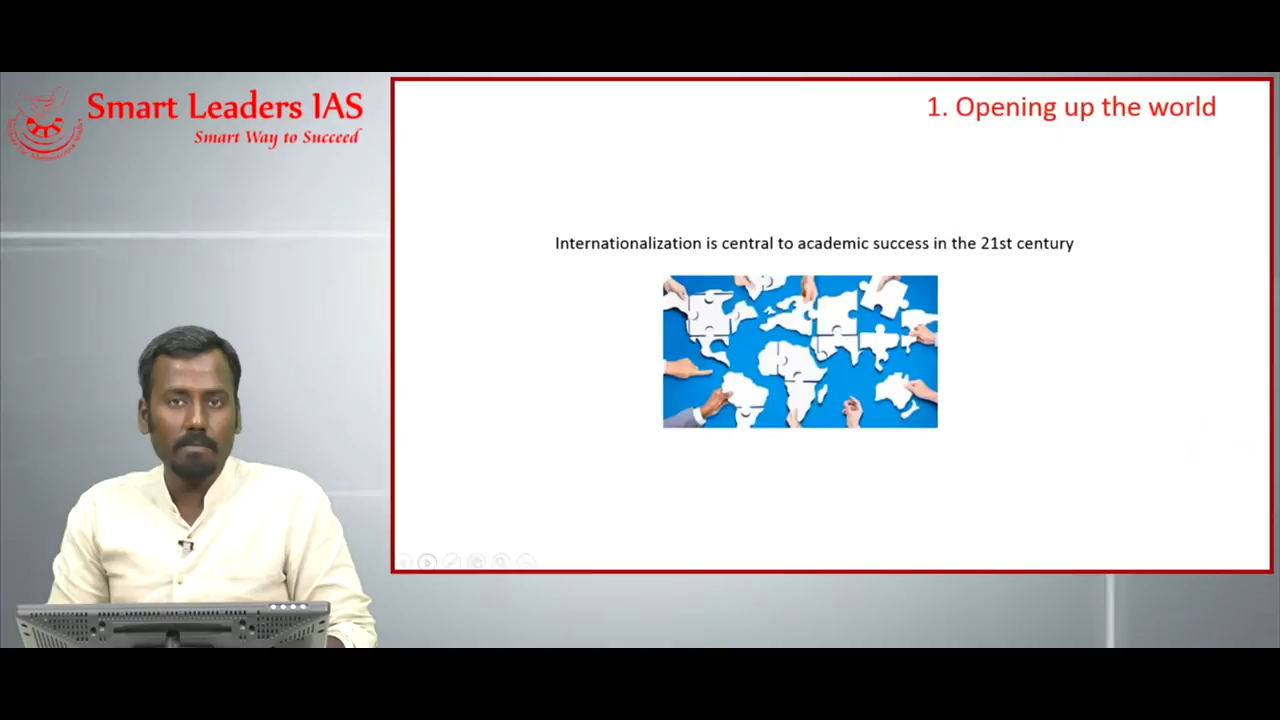 Smart Leaders IAS
Smart Way to Succeed
1. Opening up the world
Internationalization is central to academic success in the 21st century